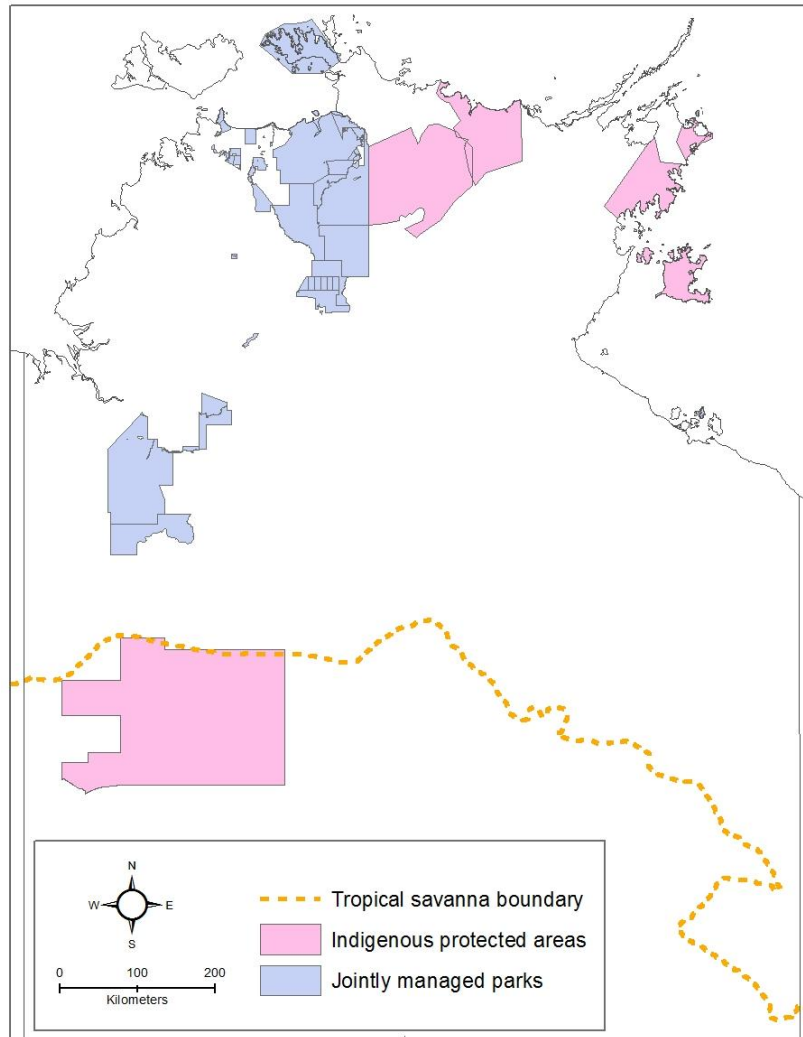 N
W E
S
0 100 200
Kilometers
Tropical savanna boundary
Indigenous protected areas
Jointly managed parks